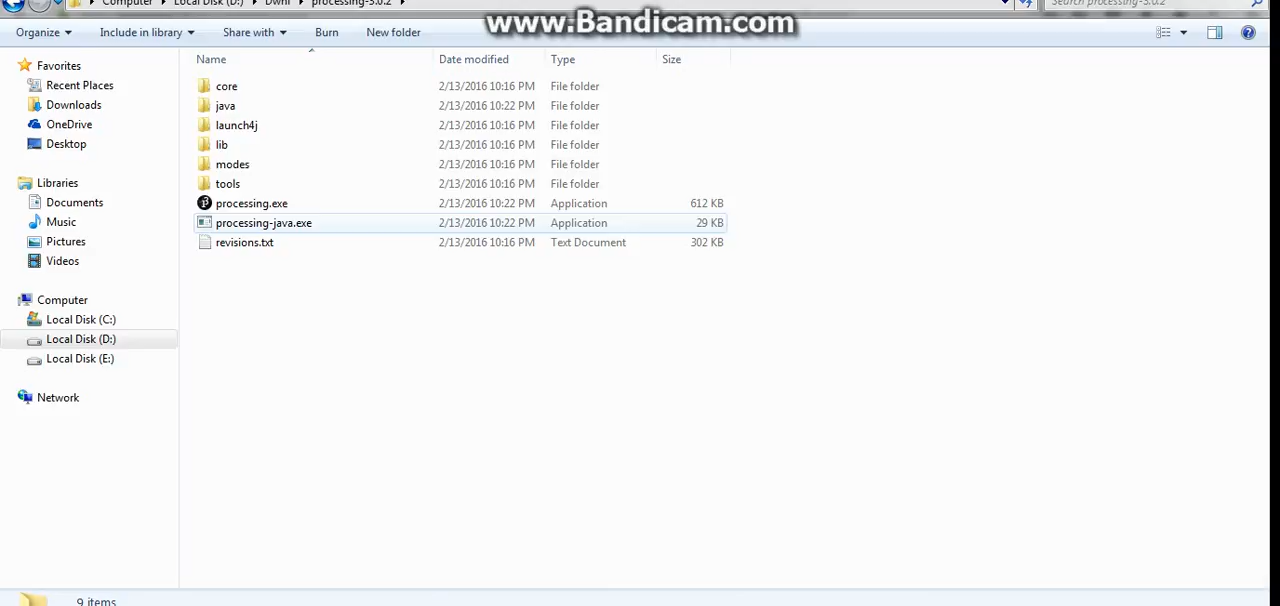 Computer ▸ Local Disk (D:) ▸ Dwnl ▸ processing-3.0.2 ▸
Search processing-3.0.2
www.Bandicam.com
Organize Include in library Share with Burn New folder
Name Date modified Type Size
Favorites
Recent Places
Downloads
OneDrive
Desktop
Libraries
Documents
Music
Pictures
Videos
Computer
Local Disk (C:)
Local Disk (D:)
Local Disk (E:)
Network
core 2/13/2016 10:16 PM File folder
java 2/13/2016 10:22 PM File folder
launch4j 2/13/2016 10:16 PM File folder
lib 2/13/2016 10:16 PM File folder
modes 2/13/2016 10:16 PM File folder
tools 2/13/2016 10:16 PM File folder
processing.exe 2/13/2016 10:22 PM Application 612 KB
processing-java.exe 2/13/2016 10:22 PM Application 29 KB
revisions.txt 2/13/2016 10:16 PM Text Document 302 KB
9 items